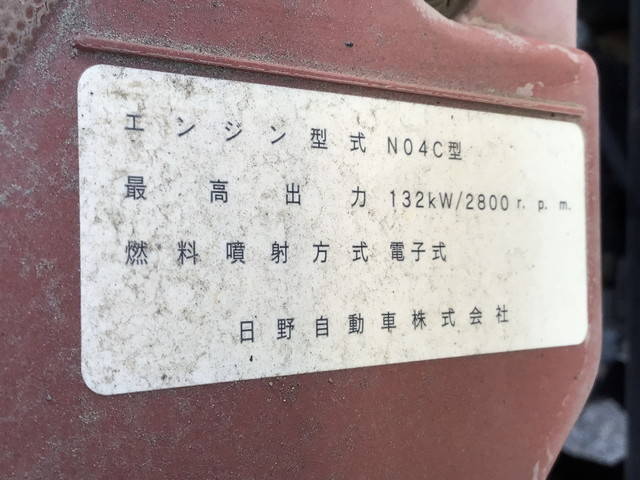 エンジン型式 N04C型
最高出力 132kW/2800r.p.m.
燃料噴射方式 電子式
日野自動車株式会社